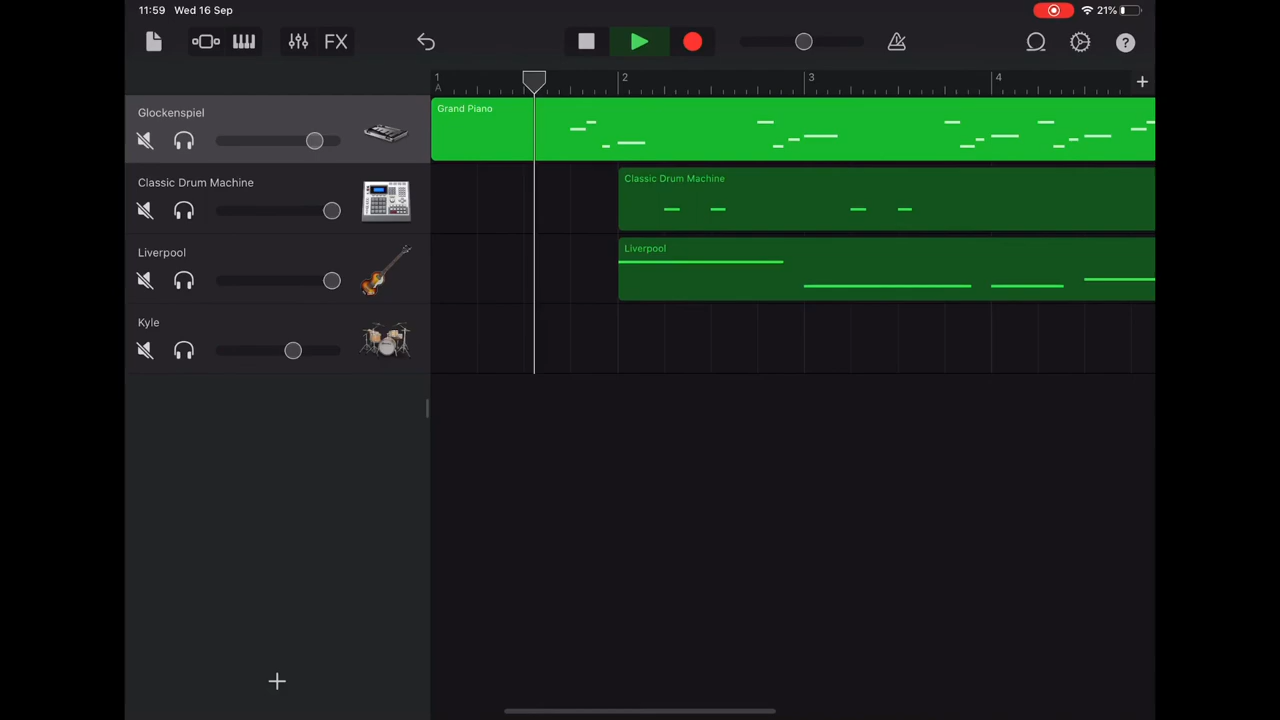 11:59 Wed 16 Sep
21%
FX
?
1 2 3 4
A
Glockenspiel
Grand Piano
Classic Drum Machine
Classic Drum Machine
Liverpool
Liverpool
Kyle